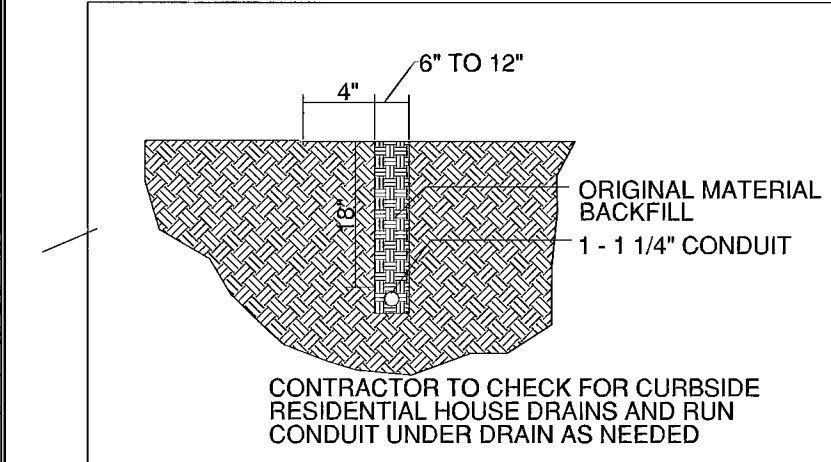 6" TO 12"
4"
18"
ORIGINAL MATERIAL
BACKFILL
1 - 1 1/4" CONDUIT
CONTRACTOR TO CHECK FOR CURBSIDE
RESIDENTIAL HOUSE DRAINS AND RUN
CONDUIT UNDER DRAIN AS NEEDED